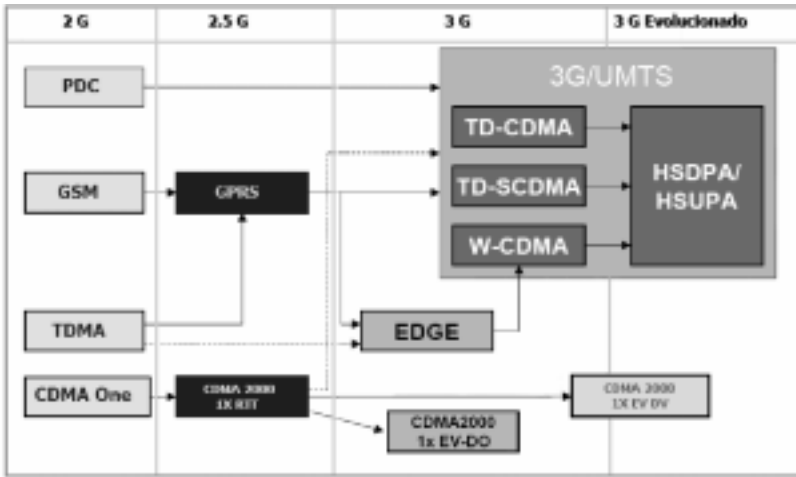 2 G
2.5 G
3 G
3 G Evolucionado
3G/UMTS
PDC
TD-CDMA
HSDPA/
HSUPA
GSM
GPRS
TD-SCDMA
W-CDMA
TDMA
EDGE
CDMA One
CDMA 2000
1X RTT
CDMA 2000
1X EV DV
CDMA2000
1x EV-DO